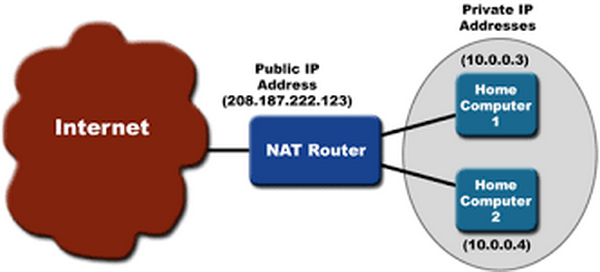 Private IP
Addresses
(10.0.0.3)
Public IP
Address
(208.187.222.123)
Home
Computer
1
Internet
NAT Router
Home
Computer
2
(10.0.0.4)